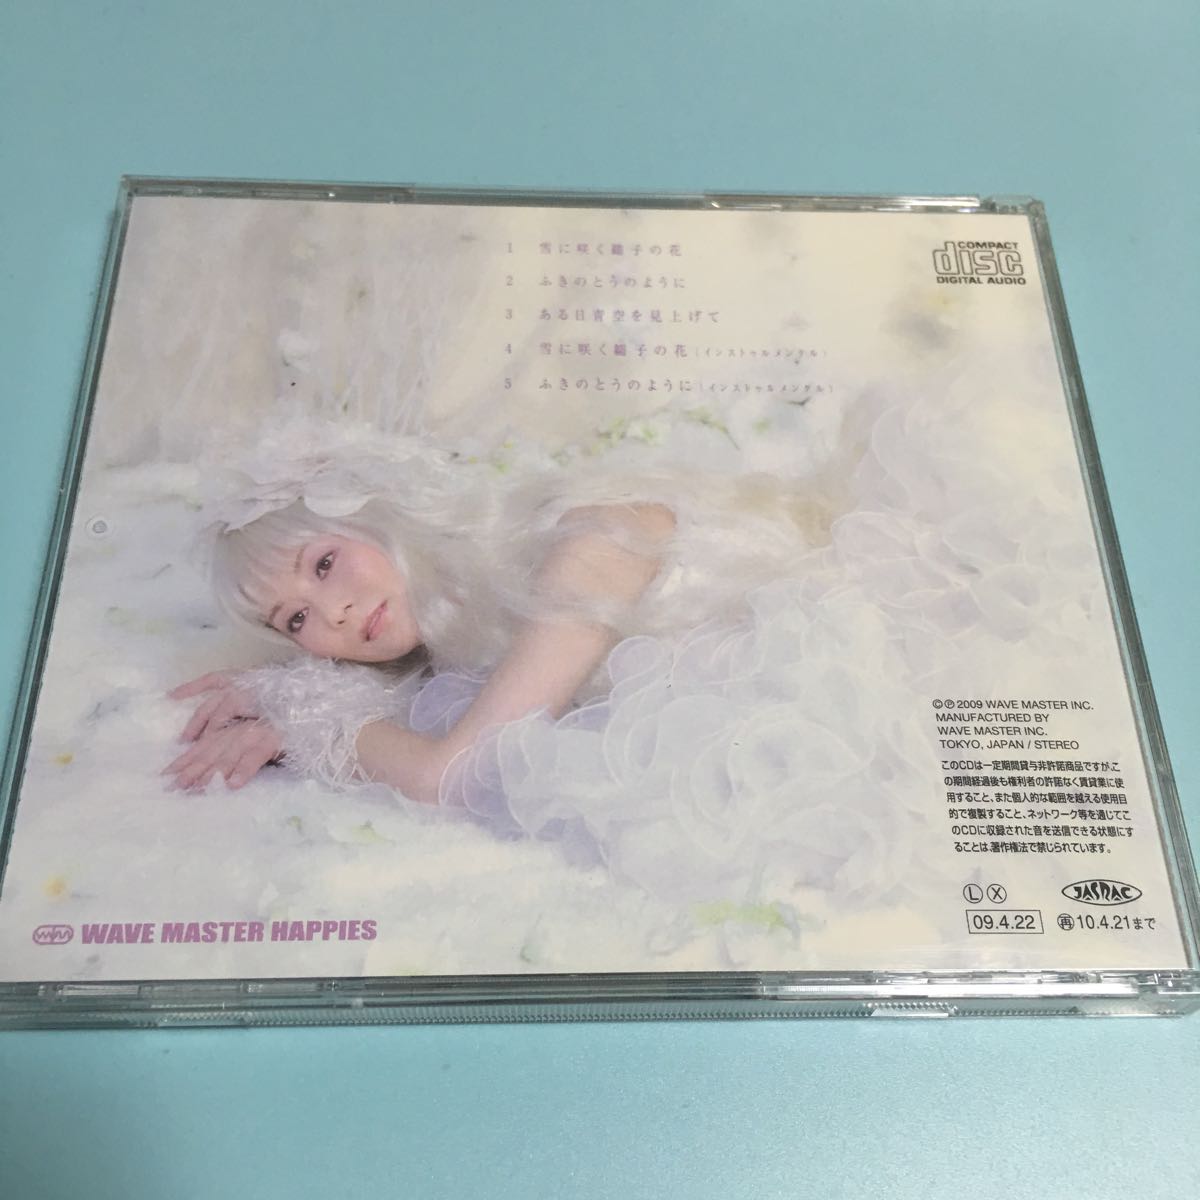 1 雪に咲く硝子の花
2 ふきのとうのように
3 ある日青空を見上げて
4 雪に咲く硝子の花(インストゥルメンタル)
5 ふきのとうのように(インストゥルメンタル)
COMPACT
disc
DIGITAL AUDIO
©℗ 2009 WAVE MASTER INC.
MANUFACTURED BY
WAVE MASTER INC.
TOKYO, JAPAN / STEREO
このCDは一定期間貸与非許諾商品ですが、こ
の期間経過後も権利者の許諾なく賃貸業に使
用すること、また個人的な範囲を越える使用目
的で複製すること、ネットワーク等を通じてこ
のCDに収録された音を送信できる状態にす
ることは、著作権法で禁じられています。
Ⓛ Ⓧ JASRAC
09.4.22 ㊞10.4.21まで
WAVE MASTER HAPPIES